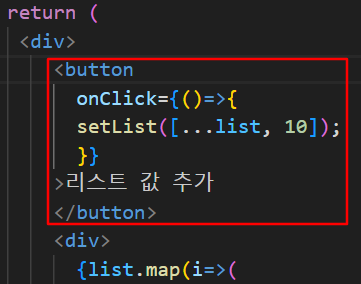 return (
<div>
<button
onClick={()=>{
setList([...list, 10]);
}}
>리스트 값 추가
</button>
<div>
{list.map(i=>(